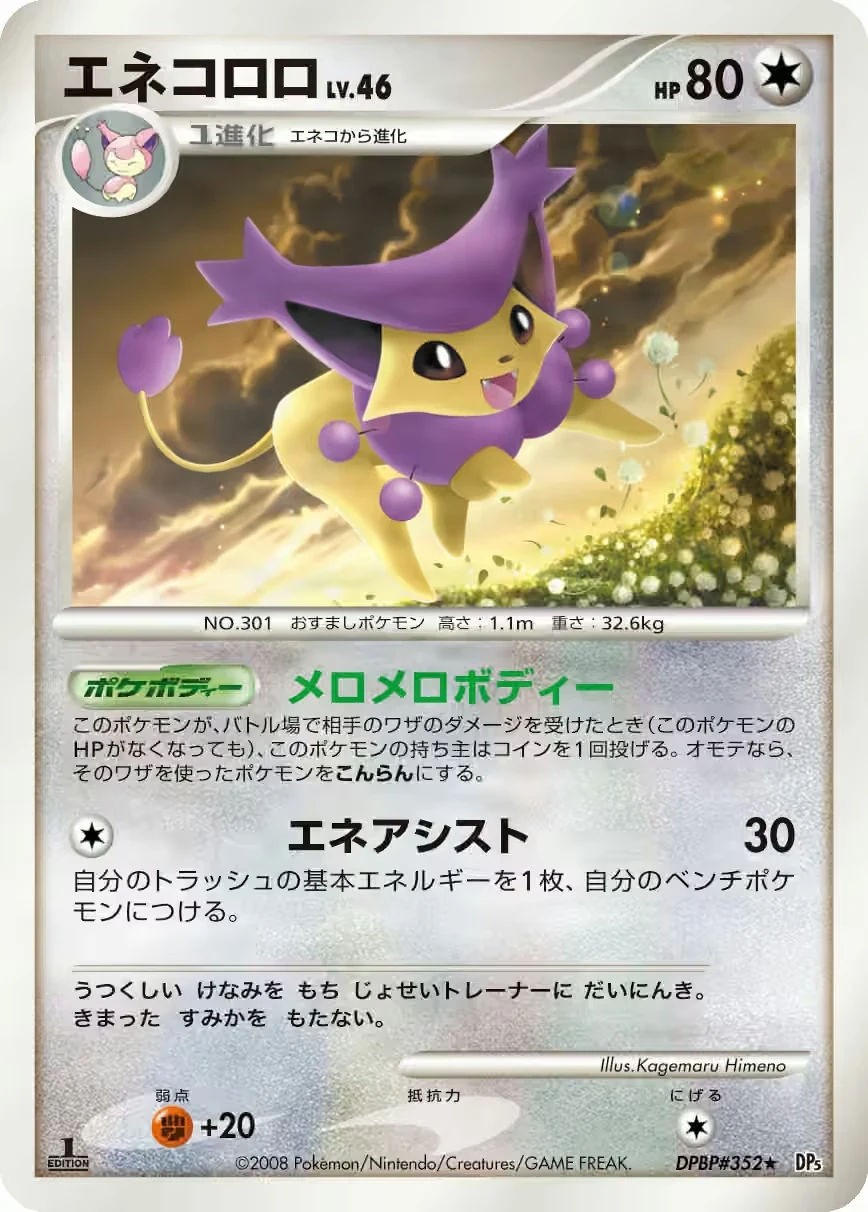 エネコロロ LV.46 HP 80
1進化 エネコから進化
NO.301 おすましポケモン 高さ：1.1m 重さ：32.6kg
ポケボディー メロメロボディー
このポケモンが、バトル場で相手のワザのダメージを受けたとき（このポケモンの
HPがなくなっても）、このポケモンの持ち主はコインを1回投げる。オモテなら、
そのワザを使ったポケモンをこんらんにする。
エネアシスト 30
自分のトラッシュの基本エネルギーを1枚、自分のベンチポケ
モンにつける。
うつくしい けなみを もち じょせいトレーナーに だいにんき。
きまった すみかを もたない。
Illus.Kagemaru Himeno
弱点 抵抗力 にげる
+20
1 EDITION ©2008 Pokémon/Nintendo/Creatures/GAME FREAK. DPBP#352★ DP5